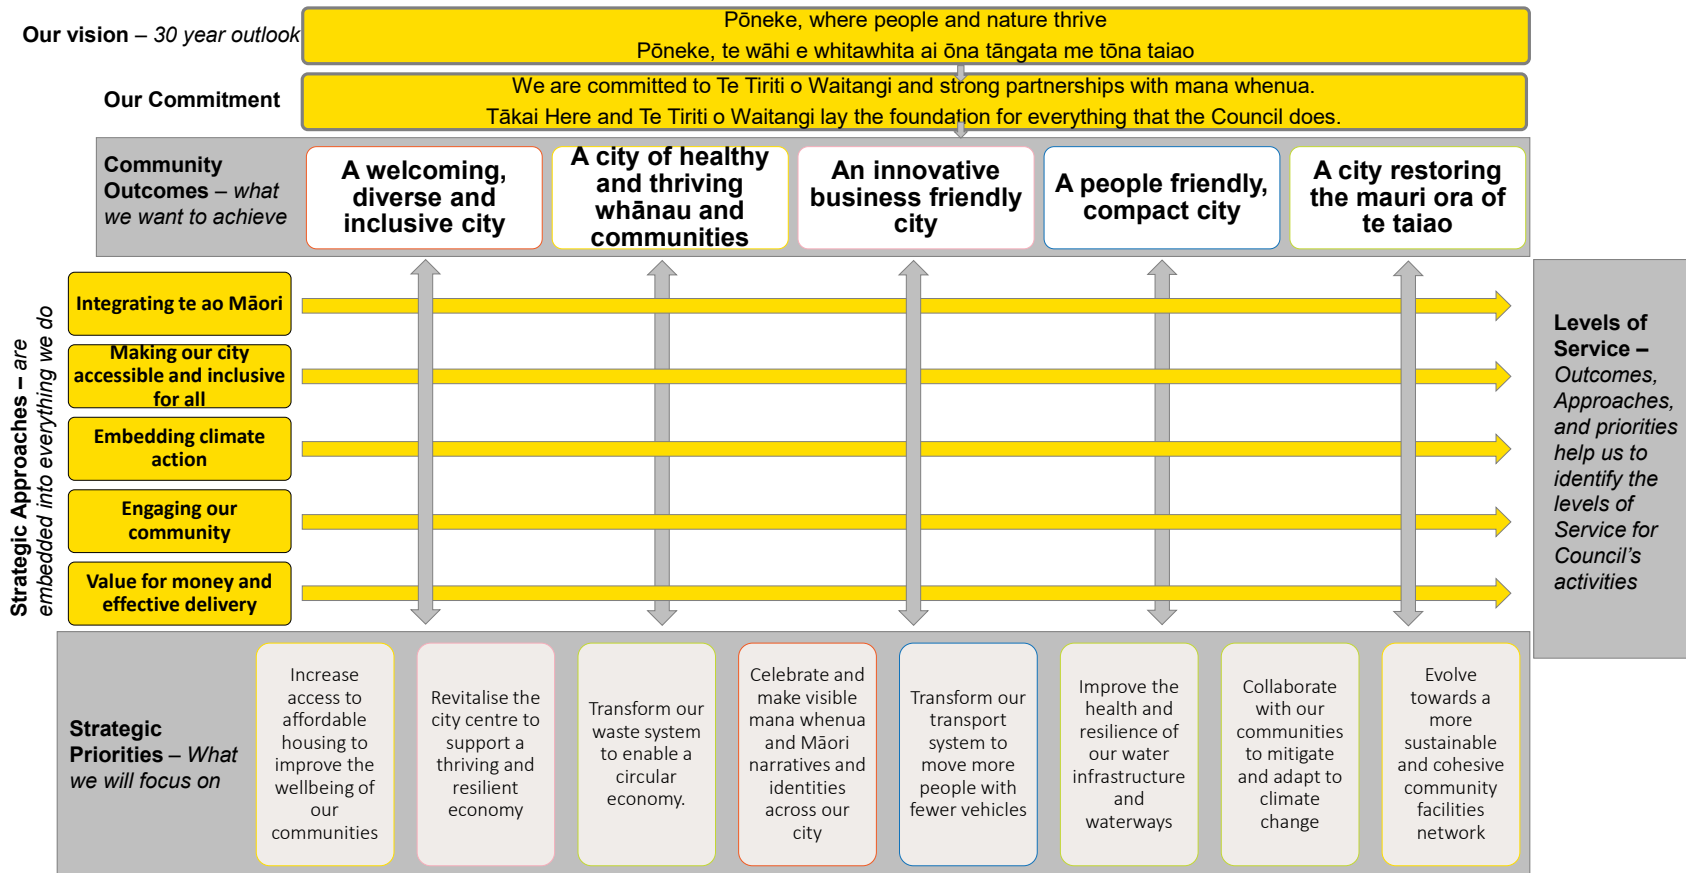 Our vision – 30 year outlook
Pōneke, where people and nature thrive
Pōneke, te wāhi e whitawhita ai ōna tāngata me tōna taiao
Our Commitment
We are committed to Te Tiriti o Waitangi and strong partnerships with mana whenua.
Tākai Here and Te Tiriti o Waitangi lay the foundation for everything that the Council does.
Community
Outcomes – what
we want to achieve
A welcoming,
diverse and
inclusive city
A city of healthy
and thriving
whānau and
communities
An innovative
business friendly
city
A people friendly,
compact city
A city restoring
the mauri ora of
te taiao
Strategic Approaches – are
embedded into everything we do
Integrating te ao Māori
Making our city
accessible and inclusive
for all
Embedding climate
action
Engaging our
community
Value for money and
effective delivery
Levels of
Service –
Outcomes,
Approaches,
and priorities
help us to
identify the
levels of
Service for
Council’s
activities
Strategic
Priorities – What
we will focus on
Increase
access to
affordable
housing to
improve the
wellbeing of
our
communities
Revitalise the
city centre to
support a
thriving and
resilient
economy
Transform our
waste system
to enable a
circular
economy.
Celebrate and
make visible
mana whenua
and Māori
narratives and
identities
across our
city
Transform our
transport
system to
move more
people with
fewer vehicles
Improve the
health and
resilience of
our water
infrastructure
and
waterways
Collaborate
with our
communities
to mitigate
and adapt to
climate
change
Evolve
towards a
more
sustainable
and cohesive
community
facilities
network